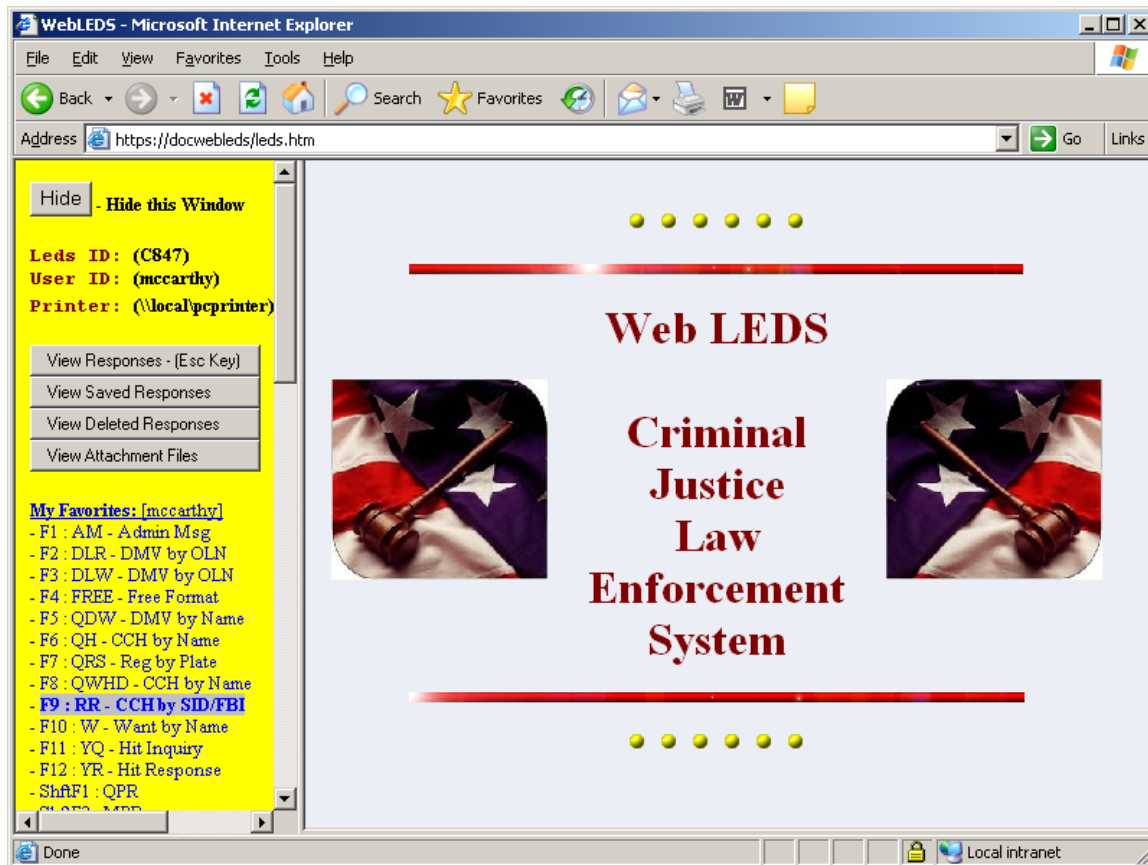 WebLEDS - Microsoft Internet Explorer
File Edit View Favorites Tools Help
Back Search Favorites
Address https://docwebleds/leds.htm Go Links
Hide - Hide this Window
Leds ID: (C847)
User ID: (mccarthy)
Printer: (\\local\pcprinter)
View Responses - (Esc Key)
View Saved Responses
View Deleted Responses
View Attachment Files
My Favorites: [mccarthy]
- F1 : AM - Admin Msg
- F2 : DLR - DMV by OLN
- F3 : DLW - DMV by OLN
- F4 : FREE - Free Format
- F5 : QDW - DMV by Name
- F6 : QH - CCH by Name
- F7 : QRS - Reg by Plate
- F8 : QWHD - CCH by Name
- F9 : RR - CCH by SID/FBI
- F10 : W - Want by Name
- F11 : YQ - Hit Inquiry
- F12 : YR - Hit Response
- ShftF1 : QPR
Web LEDS
Criminal
Justice
Law
Enforcement
System
Done Local intranet